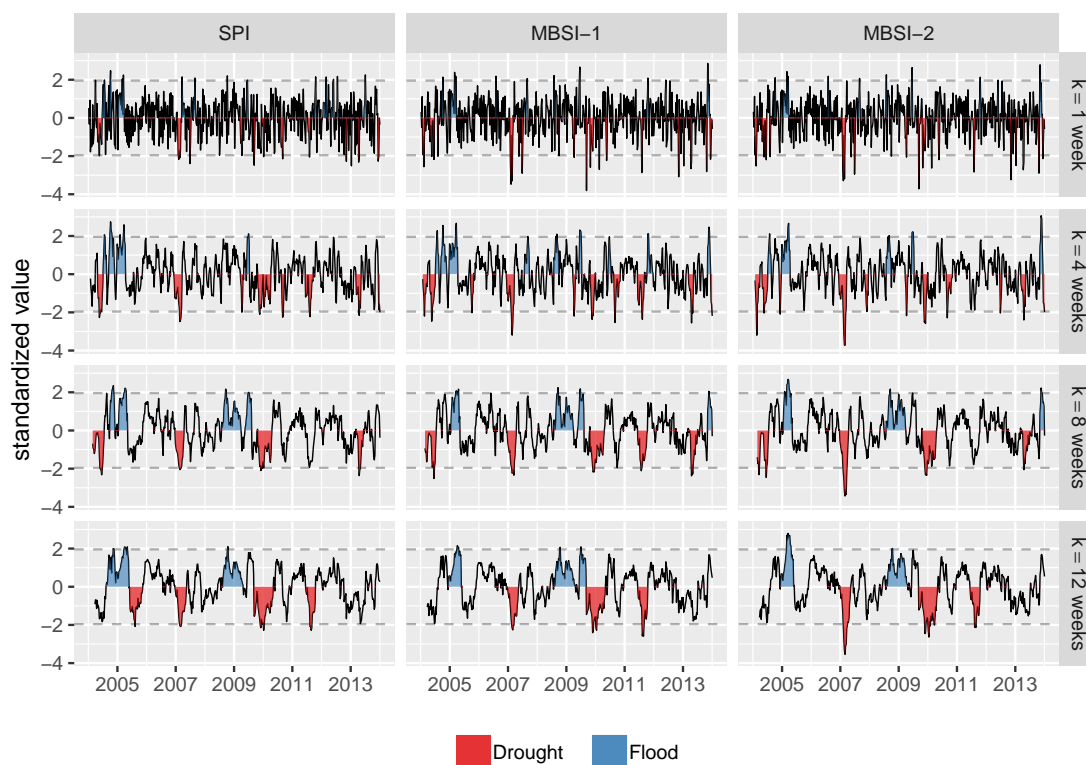 SPI MBSI−1 MBSI−2
standardized value
2
0
−2
−4
k = 1 week
2
0
−2
−4
k = 4 weeks
2
0
−2
−4
k = 8 weeks
2
0
−2
−4
k = 12 weeks
2005 2007 2009 2011 2013 2005 2007 2009 2011 2013 2005 2007 2009 2011 2013
Drought Flood